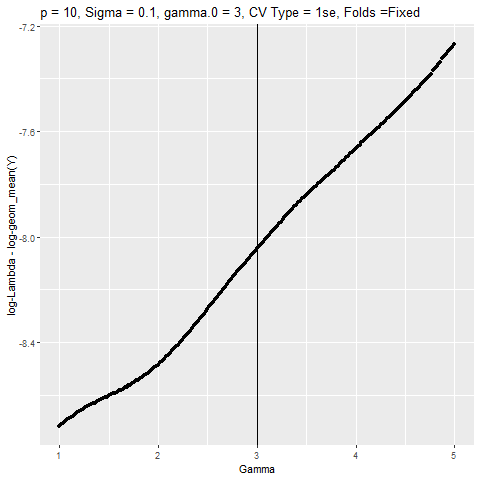 p = 10, Sigma = 0.1, gamma.0 = 3, CV Type = 1se, Folds =Fixed
log-Lambda - log-geom_mean(Y)
-7.2
-7.6
-8.0
-8.4
1 2 3 4 5
Gamma